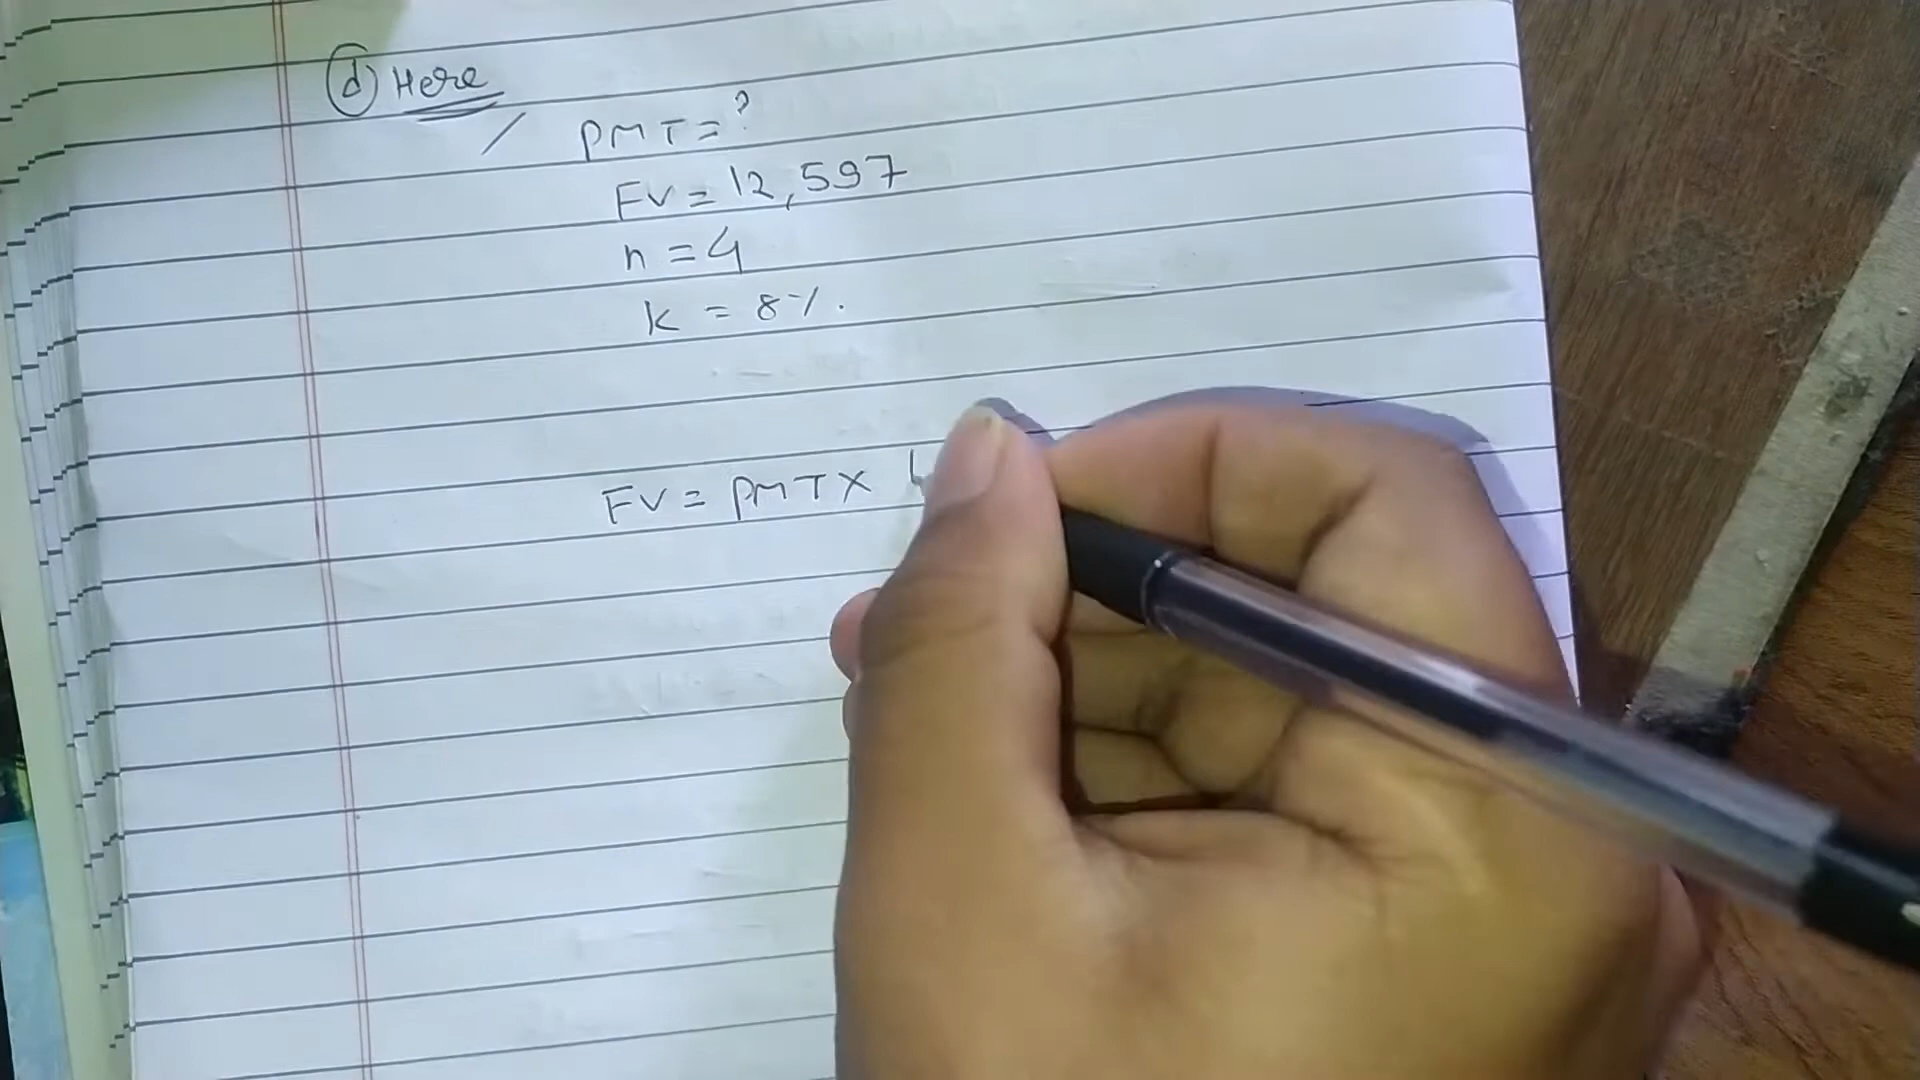 (d) Here
PMT = ?
FV = 12,597
n = 4
k = 8%.
FV = PMT X